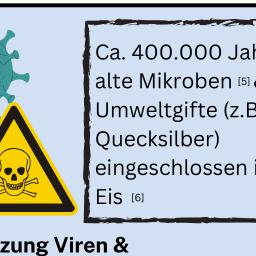 Ca. 400.000 Jah
alte Mikroben [5]
Umweltgifte (z.B
Quecksilber)
eingeschlossen i
Eis [6]
zung Viren &